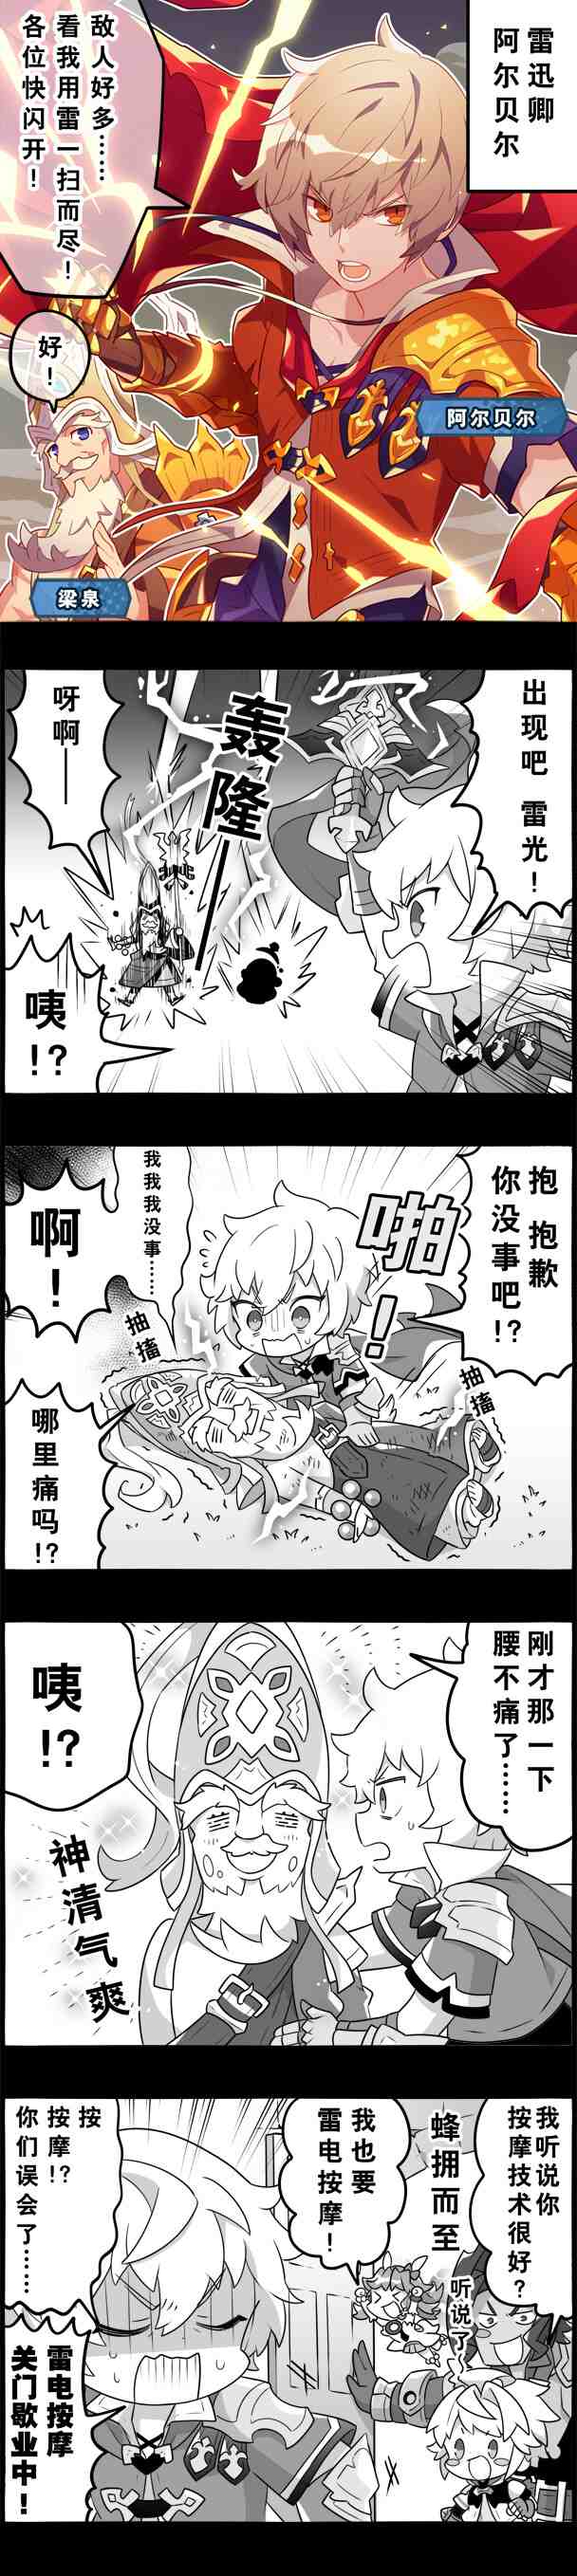 雷迅卿
阿尔贝尔
敌人好多……
看我用雷一扫而尽！
各位快闪开！
好！
阿尔贝尔
梁泉
出现吧 雷光！
轰隆——
呀啊——
咦!?
抱 抱歉
你没事吧!?
啪！
我我我没事……
啊！
抽搐
抽搐
哪里痛吗!?
刚才那一下
腰不痛了……
咦!?
神清气爽
我听说你
按摩技术很好？
蜂拥而至
听说了～
我也要
雷电按摩！
按
按摩!?
你们误会了……
雷电按摩
关门歇业中！